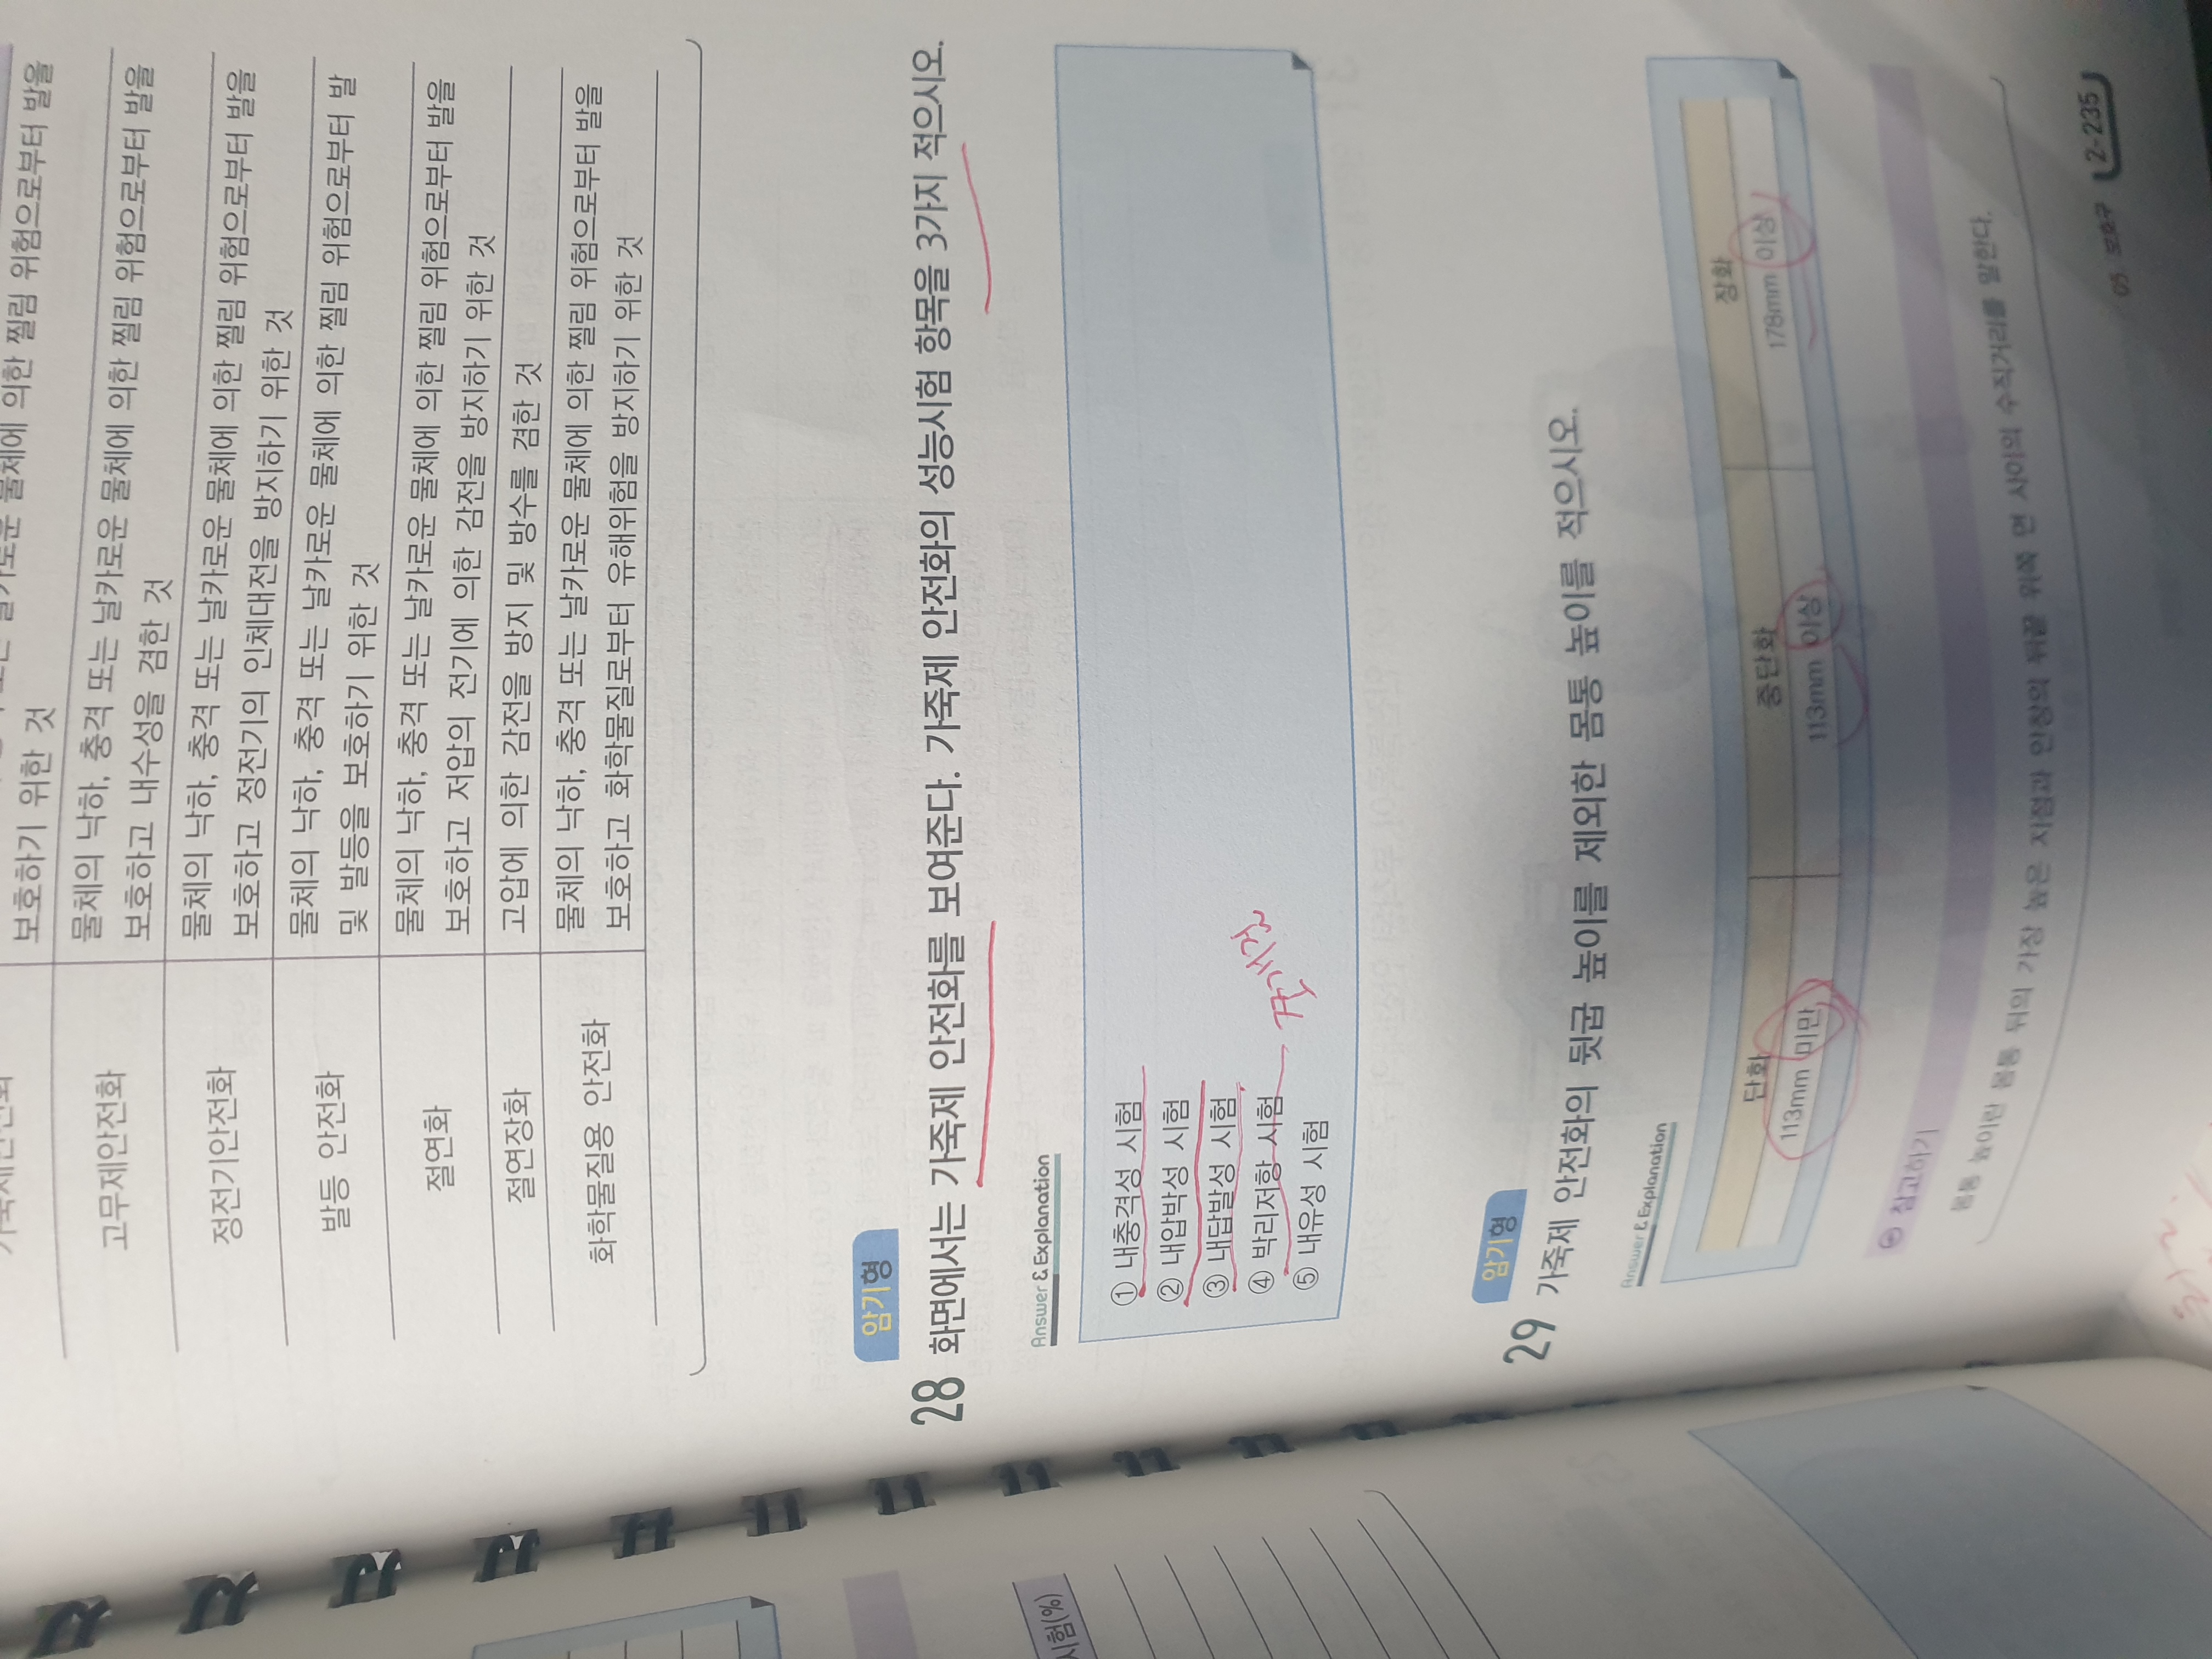 가죽제안전화
또는 날카로운 물체에 의한 찔림 위험으로부터 발을
보호하기 위한 것
고무제안전화
물체의 낙하, 충격 또는 날카로운 물체에 의한 찔림 위험으로부터 발을
보호하고 내수성을 겸한 것
정전기안전화
물체의 낙하, 충격 또는 날카로운 물체에 의한 찔림 위험으로부터 발을
보호하고 정전기의 인체대전을 방지하기 위한 것
발등 안전화
물체의 낙하, 충격 또는 날카로운 물체에 의한 찔림 위험으로부터 발
및 발등을 보호하기 위한 것
절연화
물체의 낙하, 충격 또는 날카로운 물체에 의한 찔림 위험으로부터 발을
보호하고 저압의 전기에 의한 감전을 방지하기 위한 것
절연장화
고압에 의한 감전을 방지 및 방수를 겸한 것
화학물질용 안전화
물체의 낙하, 충격 또는 날카로운 물체에 의한 찔림 위험으로부터 발을
보호하고 화학물질로부터 유해위험을 방지하기 위한 것
시험(%)
암기형
28 화면에서는 가죽제 안전화를 보여준다. 가죽제 안전화의 성능시험 항목을 3가지 적으시오.
Answer & Explanation
① 내충격성 시험
② 내압박성 시험
③ 내답발성 시험
④ 박리저항 시험
⑤ 내유성 시험
암기형
29 가죽제 안전화의 뒷굽 높이를 제외한 몸통 높이를 적으시오.
Answer & Explanation
단화 중단화 장화
113mm 미만 113mm 이상 178mm 이상
참고하기
몸통 높이란 몸통 뒤의 가장 높은 지점과 안창의 뒤끝 위쪽 면 사이의 수직거리를 말한다.
05 보호구 2-235